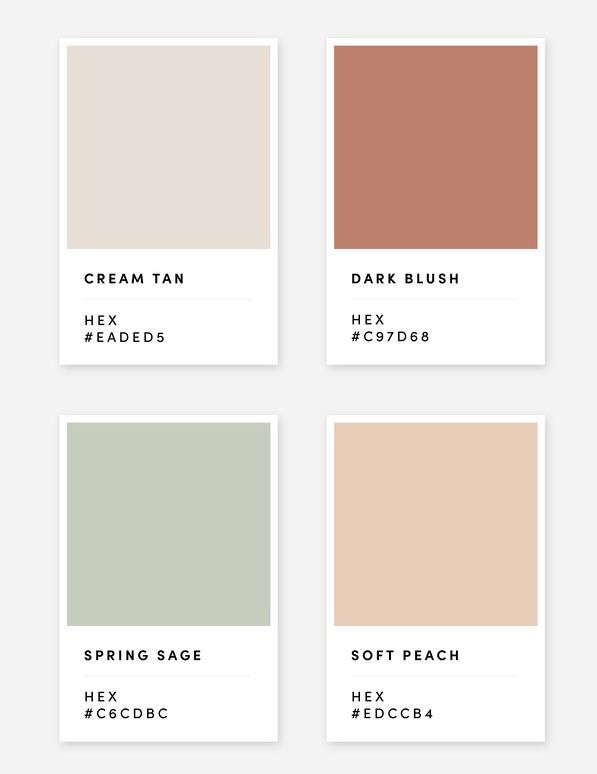 CREAM TAN
HEX
#EADED5
DARK BLUSH
HEX
#C97D68
SPRING SAGE
HEX
#C6CDBC
SOFT PEACH
HEX
#EDCCB4